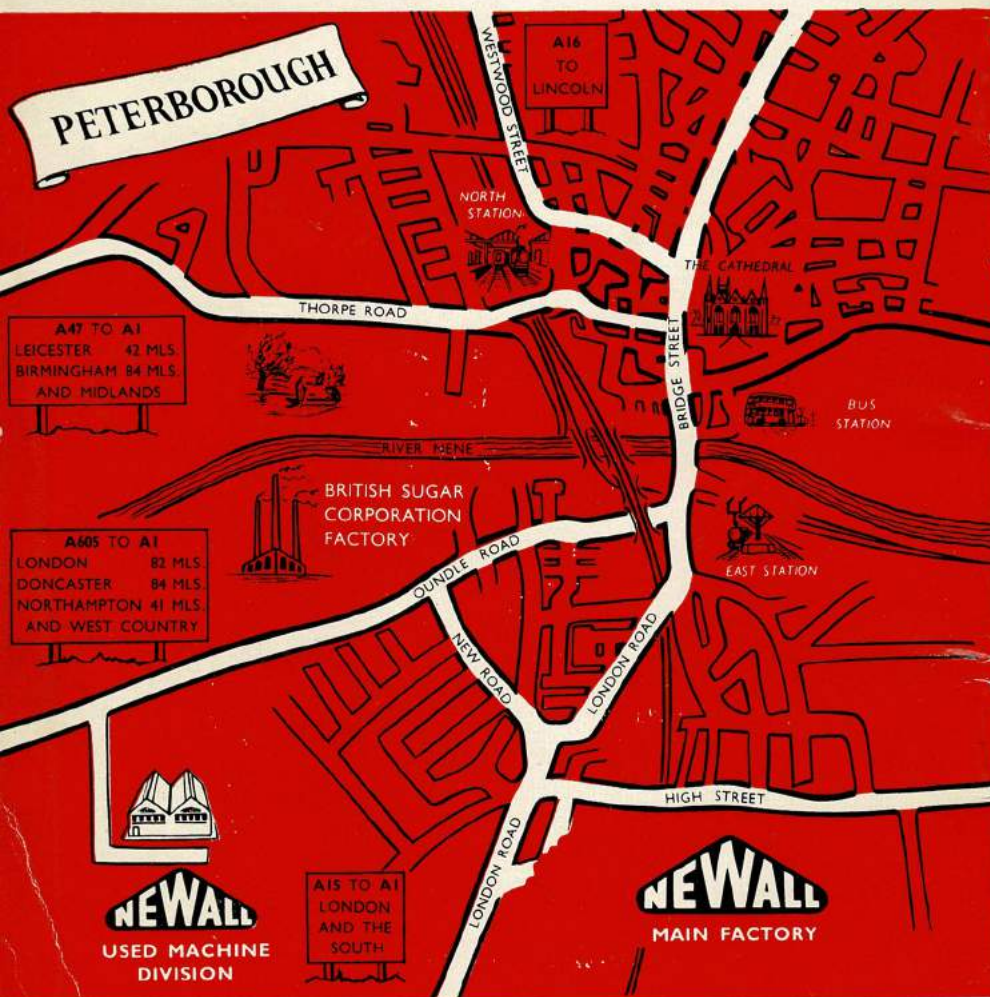 PETERBOROUGH
WESTWOOD STREET
A16
TO
LINCOLN
NORTH
STATION
THE CATHEDRAL
THORPE ROAD
BRIDGE STREET
A47 TO A1
LEICESTER 42 MLS.
BIRMINGHAM 84 MLS.
AND MIDLANDS
BUS
STATION
RIVER NENE
BRITISH SUGAR
CORPORATION
FACTORY
A605 TO A1
LONDON 82 MLS.
DONCASTER 84 MLS.
NORTHAMPTON 41 MLS.
AND WEST COUNTRY
OUNDLE ROAD
EAST STATION
NEW ROAD
LONDON ROAD
HIGH STREET
LONDON ROAD
NEWALL
USED MACHINE
DIVISION
A15 TO A1
LONDON
AND THE
SOUTH
NEWALL
MAIN FACTORY